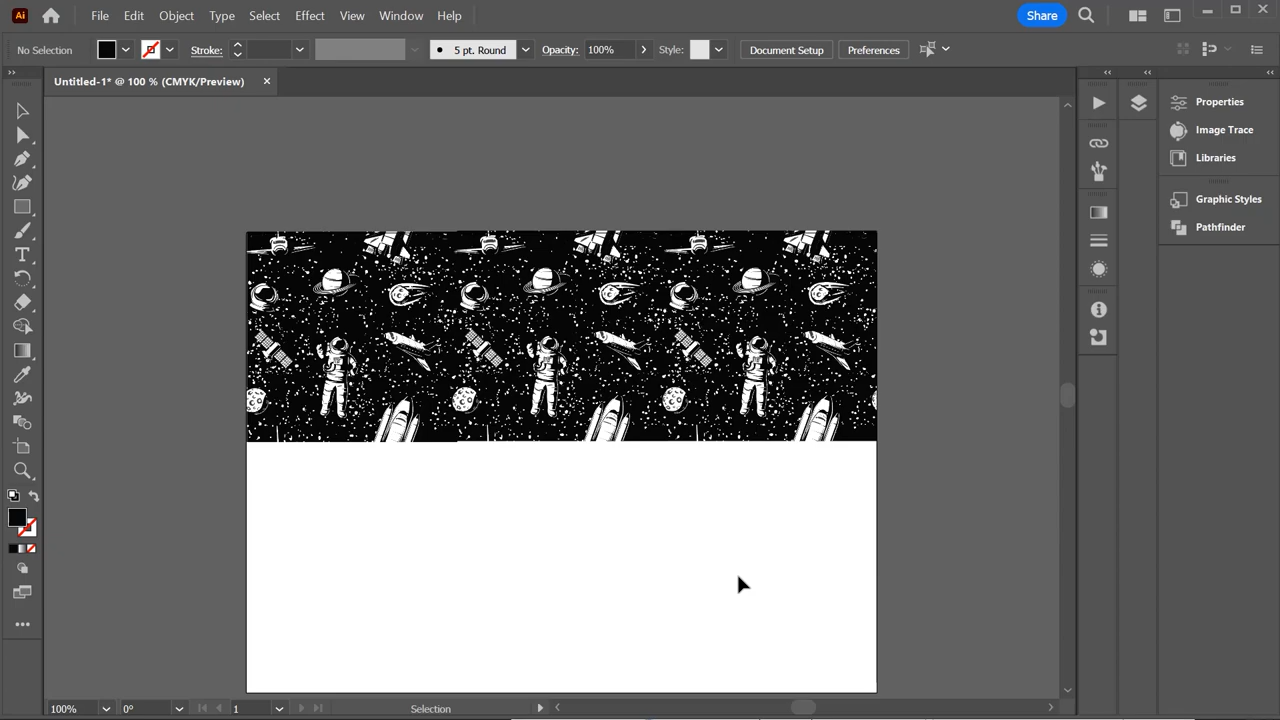 Ai File Edit Object Type Select Effect View Window Help Share
No Selection Stroke: 5 pt. Round Opacity: 100% Style: Document Setup Preferences
Untitled-1* @ 100 % (CMYK/Preview)
Properties
Image Trace
Libraries
Graphic Styles
Pathfinder
100% 0° 1 Selection